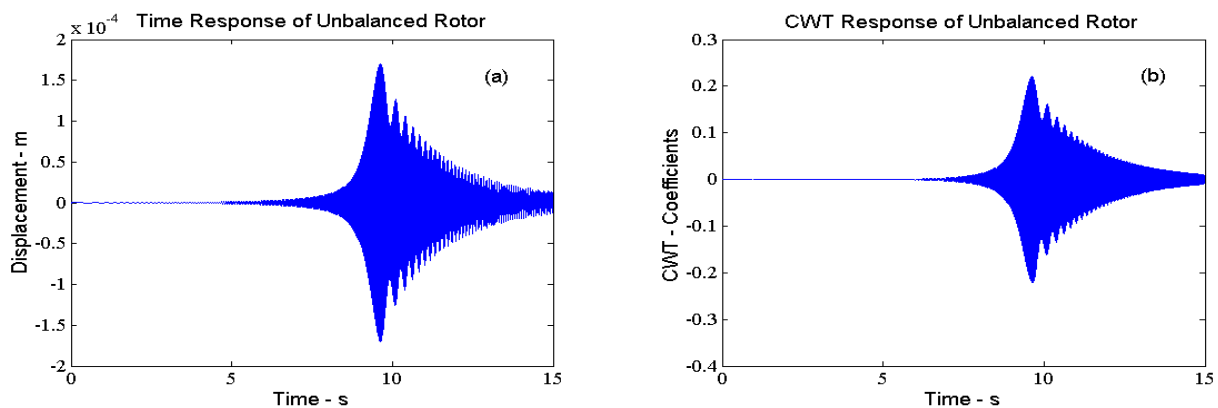 x 10-4
Time Response of Unbalanced Rotor
(a)
2
1.5
1
0.5
0
-0.5
-1
-1.5
-2
Displacement - m
0 5 10 15
Time - s
CWT Response of Unbalanced Rotor
(b)
0.3
0.2
0.1
0
-0.1
-0.2
-0.3
-0.4
CWT - Coefficients
0 5 10 15
Time - s